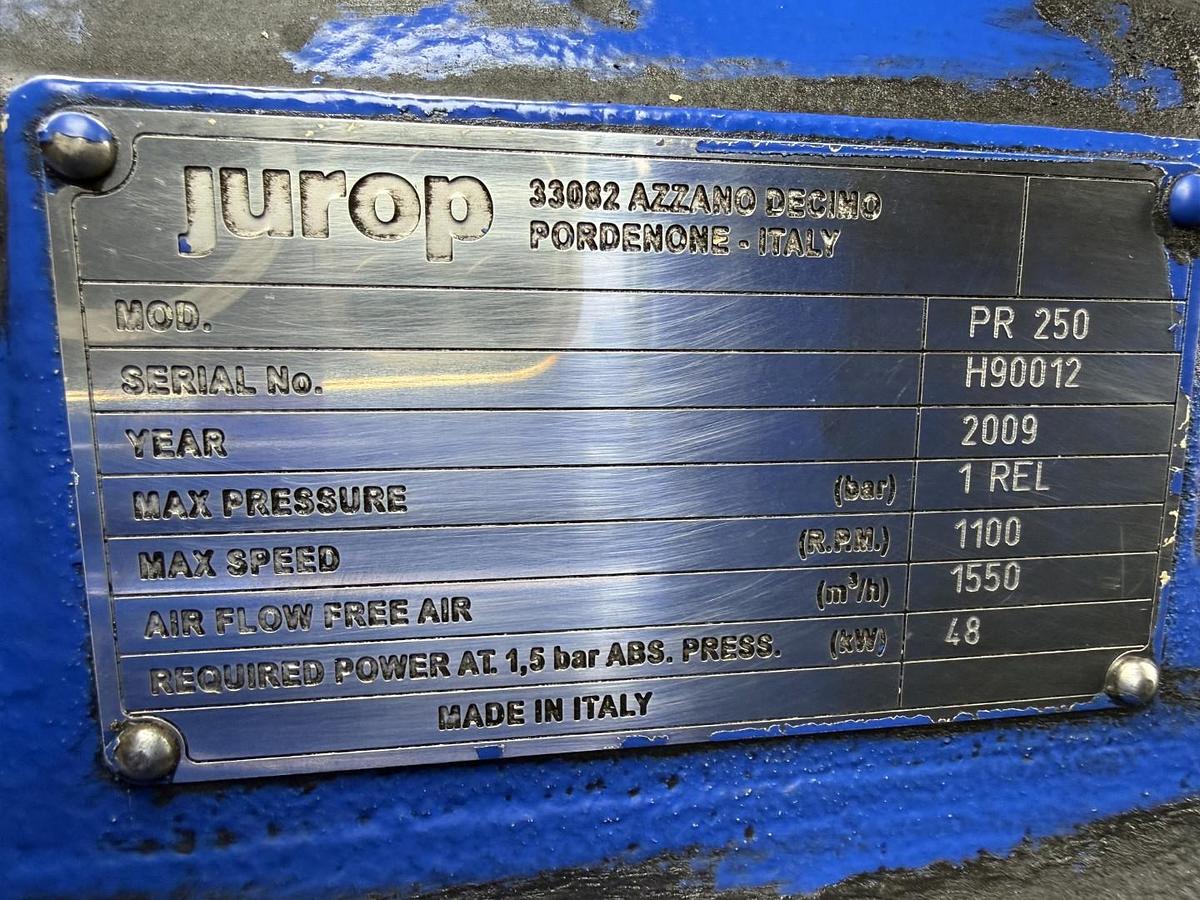 jurop
33082 AZZANO DECIMO
PORDENONE - ITALY
MOD. PR 250
SERIAL No. H90012
YEAR 2009
MAX PRESSURE (bar) 1 REL
MAX SPEED (R.P.M.) 1100
AIR FLOW FREE AIR (m³/h) 1550
REQUIRED POWER AT. 1,5 bar ABS. PRESS. (kW) 48
MADE IN ITALY